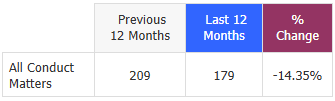 Previous
12 Months
Last 12
Months
%
Change
All Conduct
Matters
209
179
-14.35%